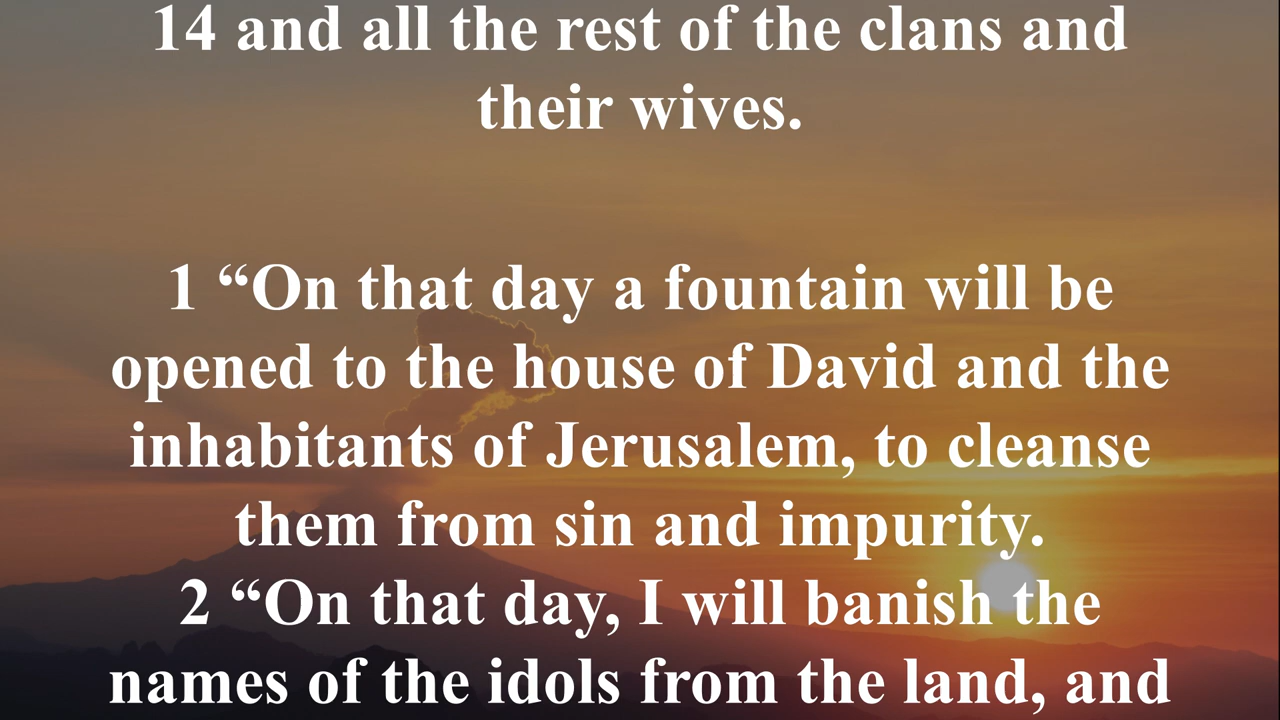 14 and all the rest of the clans and
their wives.
1 “On that day a fountain will be
opened to the house of David and the
inhabitants of Jerusalem, to cleanse
them from sin and impurity.
2 “On that day, I will banish the
names of the idols from the land, and